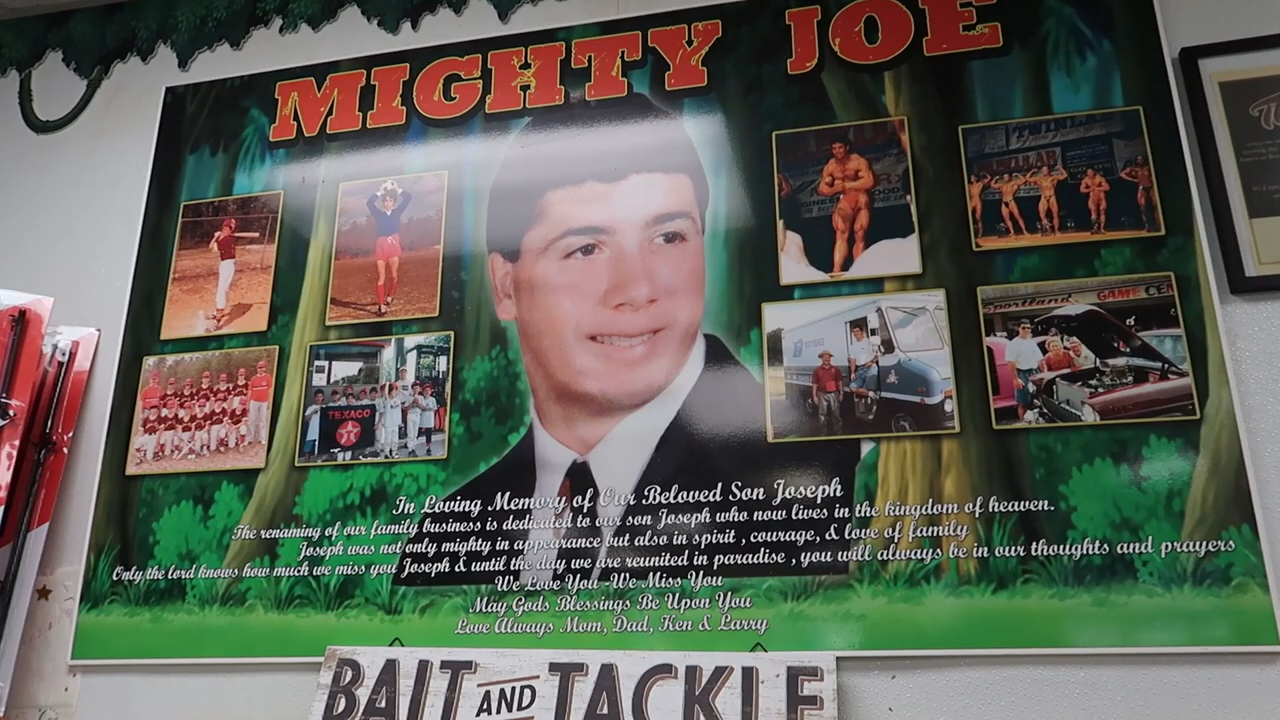 MIGHTY JOE
TWINLAB
TEXACO
Sportland GAME CEN
In Loving Memory of Our Beloved Son Joseph
The renaming of our family business is dedicated to our son Joseph who now lives in the kingdom of heaven.
Joseph was not only mighty in appearance but also in spirit , courage, & love of family
Only the lord knows how much we miss you Joseph & until the day we are reunited in paradise , you will always be in our thoughts and prayers
We Love You -We Miss You
May Gods Blessings Be Upon You
Love Always Mom, Dad, Ken & Larry
BAIT AND TACKLE